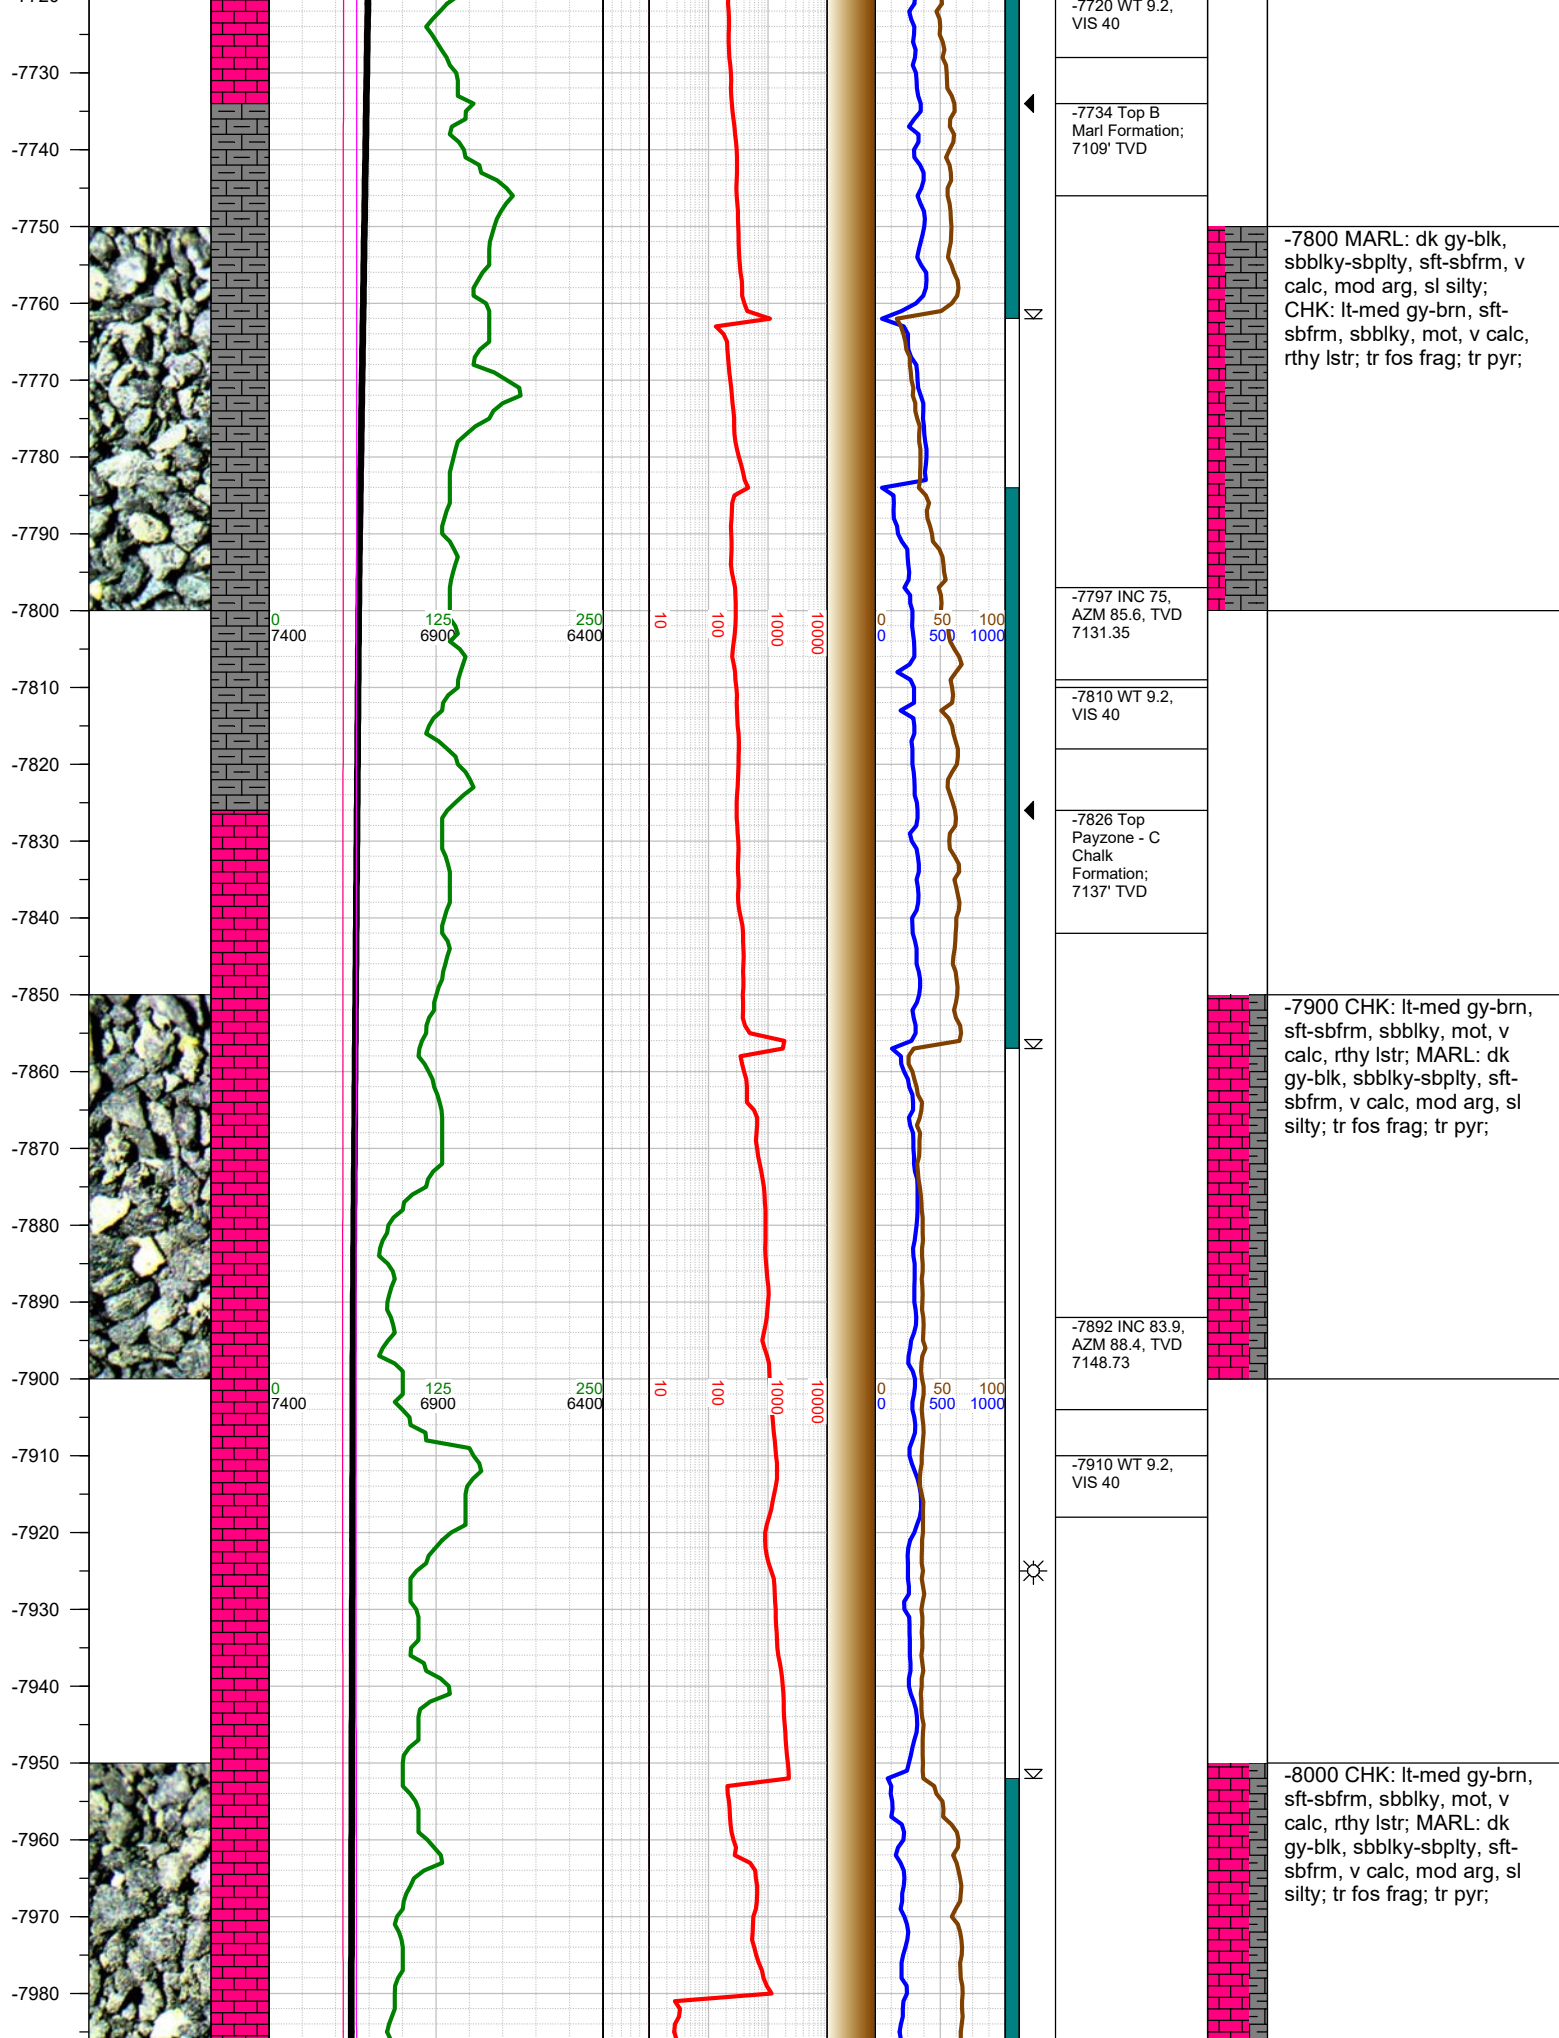 -7720 WT 9.2,
VIS 40
-7730
-7734 Top B
Marl Formation;
7109' TVD
-7740
-7750
-7800 MARL: dk gy-blk,
sbblky-sbplty, sft-sbfrm, v
calc, mod arg, sl silty;
CHK: lt-med gy-brn, sft-
sbfrm, sbblky, mot, v calc,
rthy lstr; tr fos frag; tr pyr;
-7760
-7770
-7780
-7790
-7797 INC 75,
AZM 85.6, TVD
7131.35
-7800
0 125 250
7400 6900 6400
10 100 1000 10000
0 50 100
0 500 1000
-7810
-7810 WT 9.2,
VIS 40
-7820
-7826 Top
Payzone - C
Chalk
Formation;
7137' TVD
-7830
-7840
-7850
-7900 CHK: lt-med gy-brn,
sft-sbfrm, sbblky, mot, v
calc, rthy lstr; MARL: dk
gy-blk, sbblky-sbplty, sft-
sbfrm, v calc, mod arg, sl
silty; tr fos frag; tr pyr;
-7860
-7870
-7880
-7890
-7892 INC 83.9,
AZM 88.4, TVD
7148.73
-7900
0 125 250
7400 6900 6400
10 100 1000 10000
0 50 100
0 500 1000
-7910
-7910 WT 9.2,
VIS 40
-7920
-7930
-7940
-7950
-8000 CHK: lt-med gy-brn,
sft-sbfrm, sbblky, mot, v
calc, rthy lstr; MARL: dk
gy-blk, sbblky-sbplty, sft-
sbfrm, v calc, mod arg, sl
silty; tr fos frag; tr pyr;
-7960
-7970
-7980